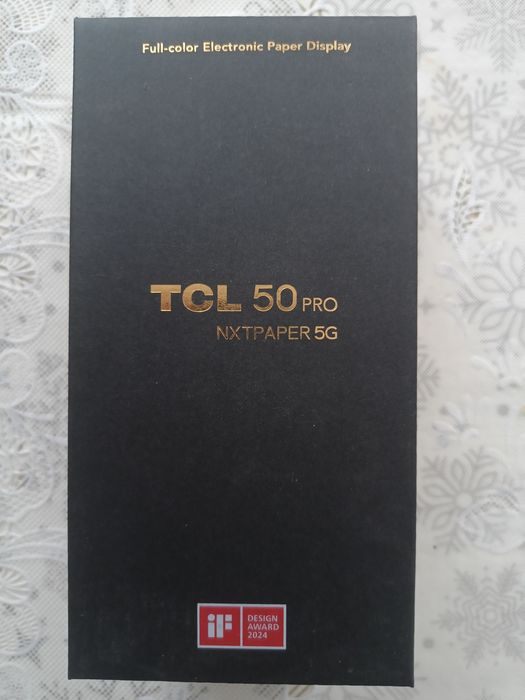 Full-color Electronic Paper Display
TCL 50 PRO
NXTPAPER 5G
iF
DESIGN
AWARD
2024